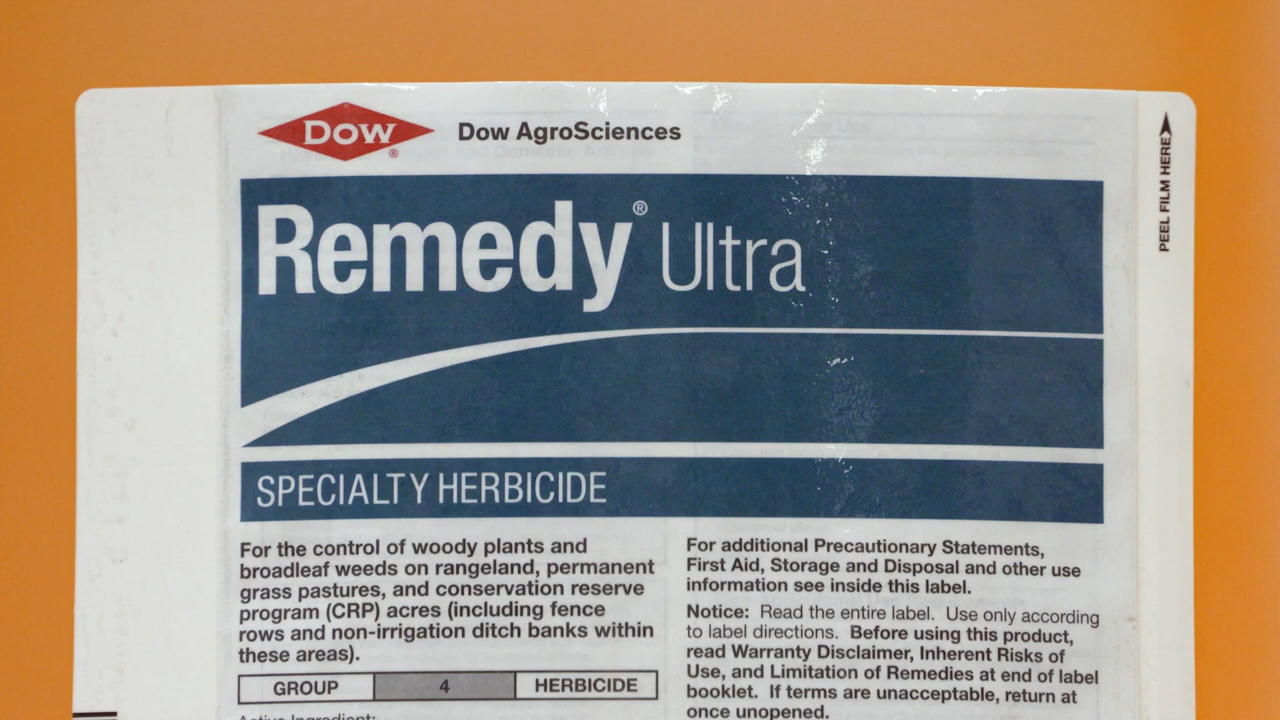 DOW®
Dow AgroSciences
PEEL FILM HERE
Remedy® Ultra
SPECIALTY HERBICIDE
For the control of woody plants and
broadleaf weeds on rangeland, permanent
grass pastures, and conservation reserve
program (CRP) acres (including fence
rows and non-irrigation ditch banks within
these areas).
GROUP 4 HERBICIDE
Active Ingredient:
For additional Precautionary Statements,
First Aid, Storage and Disposal and other use
information see inside this label.
Notice: Read the entire label. Use only according
to label directions. Before using this product,
read Warranty Disclaimer, Inherent Risks of
Use, and Limitation of Remedies at end of label
booklet. If terms are unacceptable, return at
once unopened.